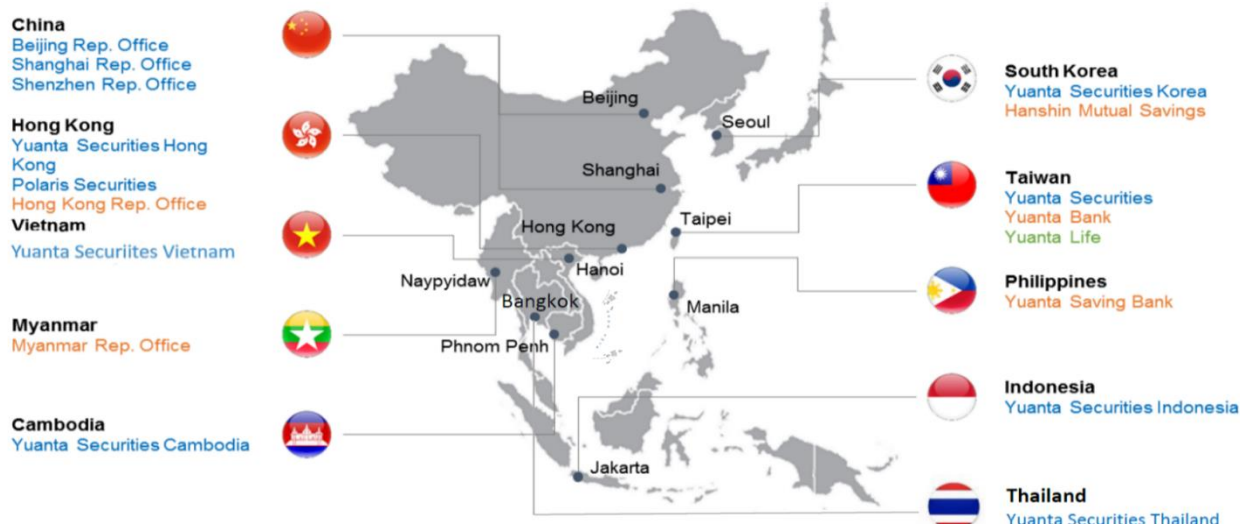 China
Beijing Rep. Office
Shanghai Rep. Office
Shenzhen Rep. Office
Hong Kong
Yuanta Securities Hong
Kong
Polaris Securities
Hong Kong Rep. Office
Vietnam
Yuanta Securiites Vietnam
Myanmar
Myanmar Rep. Office
Cambodia
Yuanta Securities Cambodia
Beijing
Seoul
Shanghai
Taipei
Hong Kong
Hanoi
Naypyidaw
Bangkok
Manila
Phnom Penh
Jakarta
South Korea
Yuanta Securities Korea
Hanshin Mutual Savings
Taiwan
Yuanta Securities
Yuanta Bank
Yuanta Life
Philippines
Yuanta Saving Bank
Indonesia
Yuanta Securities Indonesia
Thailand
Yuanta Securities Thailand